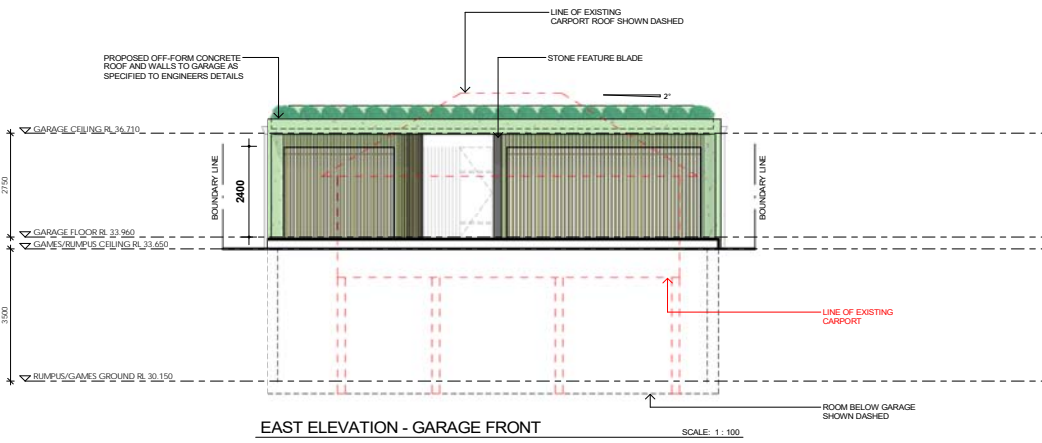 LINE OF EXISTING
CARPORT ROOF SHOWN DASHED
PROPOSED OFF-FORM CONCRETE
ROOF AND WALLS TO GARAGE AS
SPECIFIED TO ENGINEERS DETAILS
STONE FEATURE BLADE
2°
GARAGE CEILING RL 36.710
BOUNDARY LINE
BOUNDARY LINE
2750
2400
GARAGE FLOOR RL 33.960
GAMES/RUMPUS CEILING RL 33.650
3500
LINE OF EXISTING
CARPORT
RUMPUS/GAMES GROUND RL 30.150
ROOM BELOW GARAGE
SHOWN DASHED
EAST ELEVATION - GARAGE FRONT
SCALE: 1 : 100